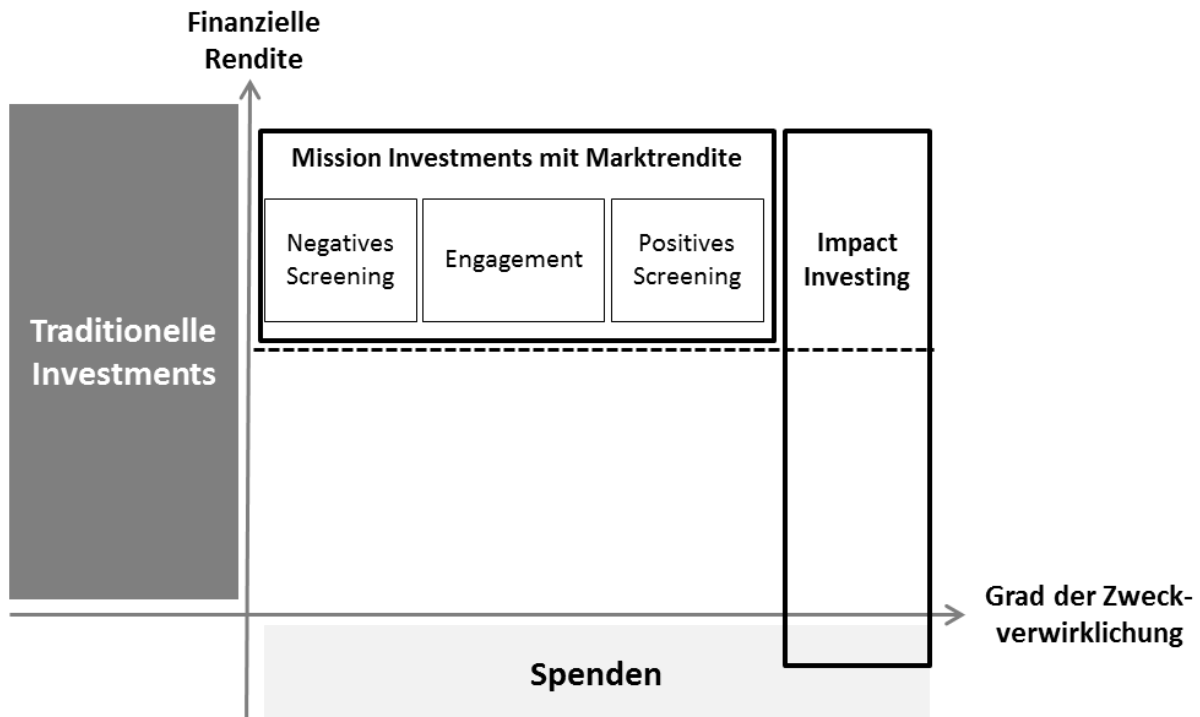 Finanzielle
Rendite
Mission Investments mit Marktrendite
Negatives
Screening
Engagement
Positives
Screening
Impact
Investing
Traditionelle
Investments
Grad der Zweck-
verwirklichung
Spenden